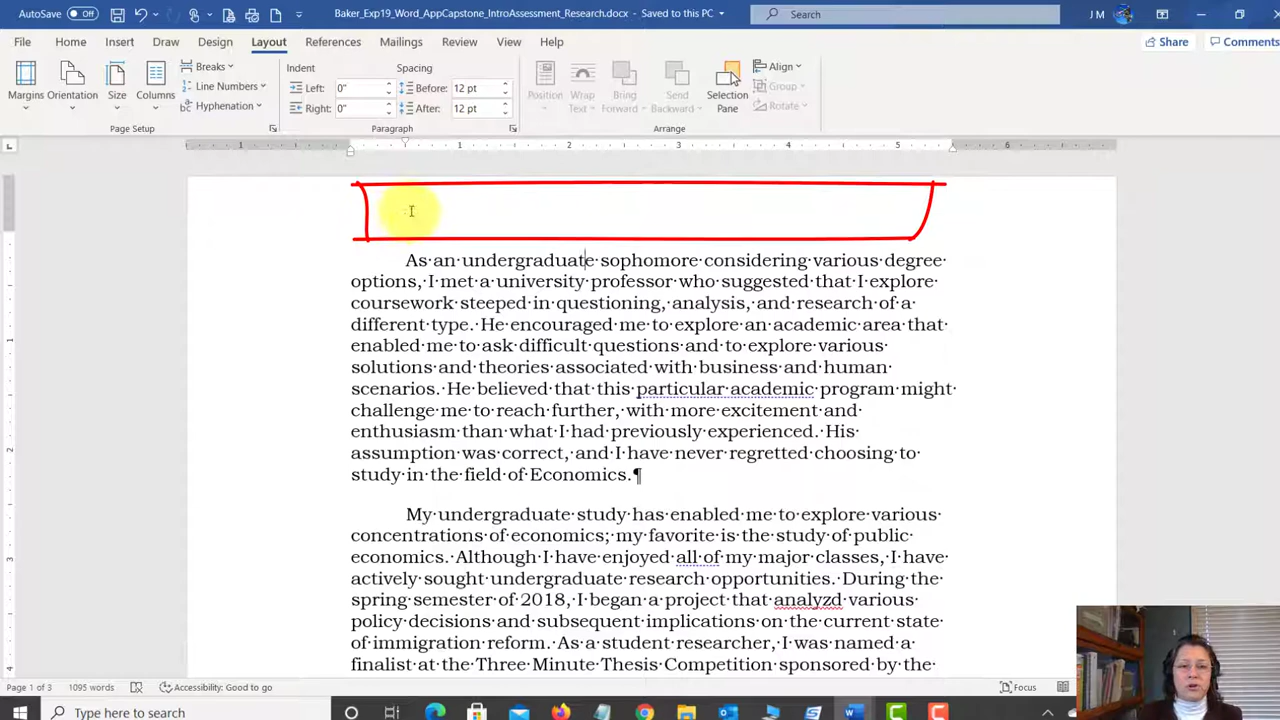 AutoSave Off Baker_Exp19_Word_AppCapstone_IntroAssessment_Research.docx - Saved to this PC Search J M
File Home Insert Draw Design Layout References Mailings Review View Help Share Comments
Margins Orientation Size Columns
Breaks
Line Numbers
Hyphenation
Page Setup
Indent Spacing
Left: 0" Before: 12 pt
Right: 0" After: 12 pt
Paragraph
Position Wrap Text Bring Forward Send Backward Selection Pane
Align
Group
Rotate
Arrange
1 1 2 3 4 5 6
As an undergraduate sophomore considering various degree
options, I met a university professor who suggested that I explore
coursework steeped in questioning, analysis, and research of a
different type. He encouraged me to explore an academic area that
enabled me to ask difficult questions and to explore various
solutions and theories associated with business and human
scenarios. He believed that this particular academic program might
challenge me to reach further, with more excitement and
enthusiasm than what I had previously experienced. His
assumption was correct, and I have never regretted choosing to
study in the field of Economics.¶
My undergraduate study has enabled me to explore various
concentrations of economics; my favorite is the study of public
economics. Although I have enjoyed all of my major classes, I have
actively sought undergraduate research opportunities. During the
spring semester of 2018, I began a project that analyzd various
policy decisions and subsequent implications on the current state
of immigration reform. As a student researcher, I was named a
finalist at the Three Minute Thesis Competition sponsored by the
1
2
3
4
Page 1 of 3 1095 words Accessibility: Good to go Focus
Type here to search